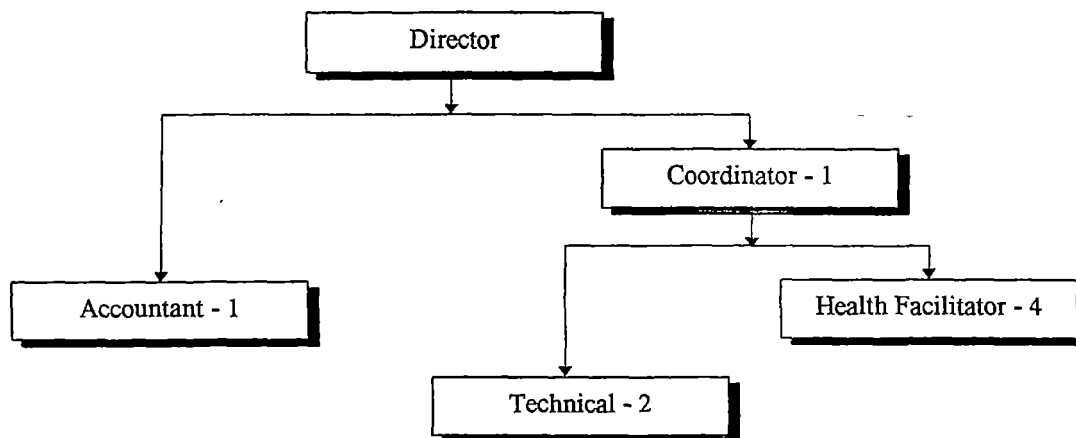 Director
Coordinator - 1
Accountant - 1
Health Facilitator - 4
Technical - 2